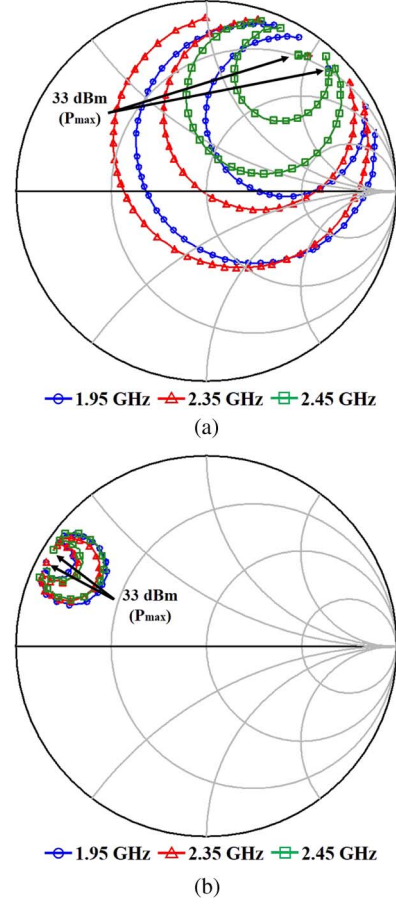 33 dBm
(Pmax)
1.95 GHz 2.35 GHz 2.45 GHz
(a)
33 dBm
(Pmax)
1.95 GHz 2.35 GHz 2.45 GHz
(b)